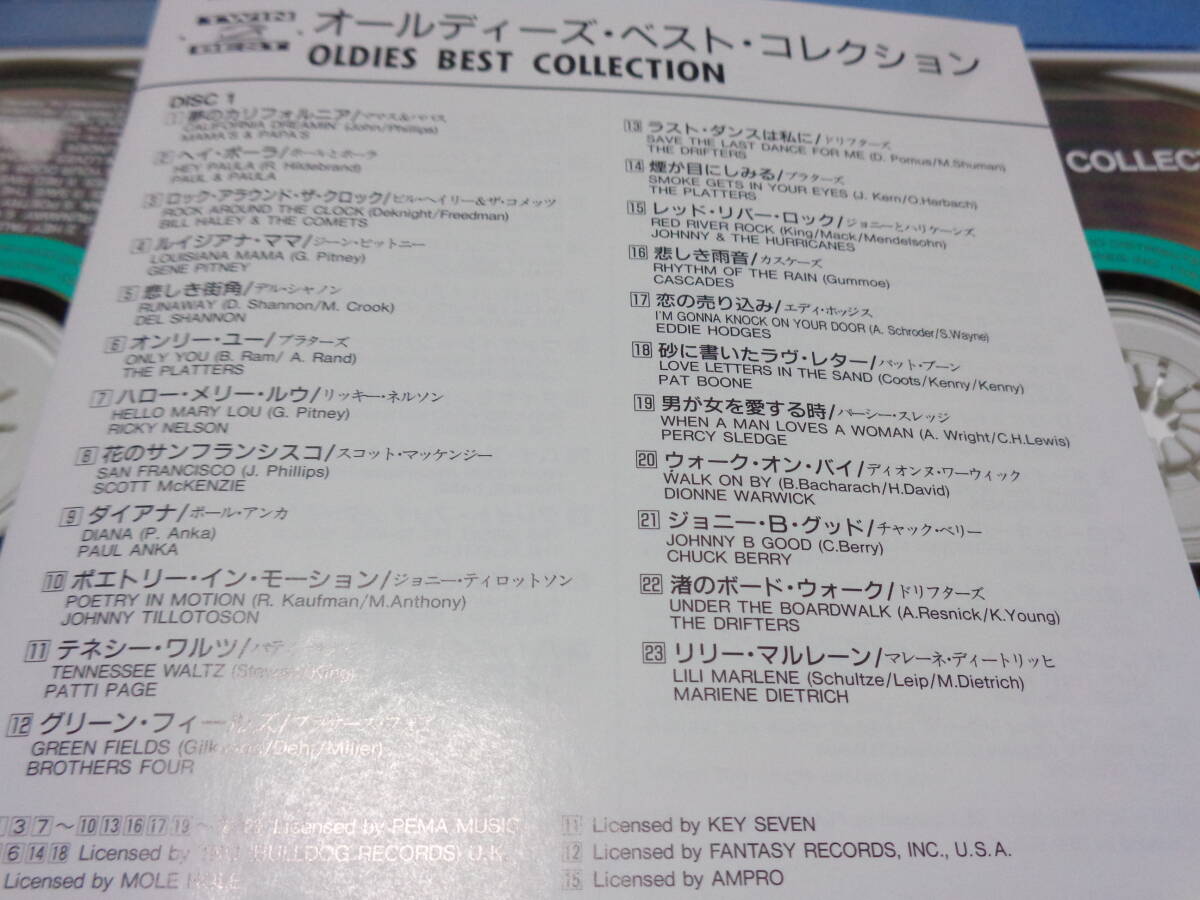 TWIN
BEST
オールディーズ・ベスト・コレクション
OLDIES BEST COLLECTION
DISC 1
1 夢のカリフォルニア/ママス&パパス
CALIFORNIA DREAMIN' (John/Phillips)
MAMA'S & PAPA'S
2 ヘイ・ポーラ/ポールとポーラ
HEY PAULA (R. Hildebrand)
PAUL & PAULA
3 ロック・アラウンド・ザ・クロック/ビル・ヘイリー&ザ・コメッツ
ROCK AROUND THE CLOCK (Deknight/Freedman)
BILL HALEY & THE COMETS
4 ルイジアナ・ママ/ジーン・ピットニー
LOUISIANA MAMA (G. Pitney)
GENE PITNEY
5 悲しき街角/デル・シャノン
RUNAWAY (D. Shannon/M. Crook)
DEL SHANNON
6 オンリー・ユー/プラターズ
ONLY YOU (B. Ram/ A. Rand)
THE PLATTERS
7 ハロー・メリー・ルウ/リッキー・ネルソン
HELLO MARY LOU (G. Pitney)
RICKY NELSON
8 花のサンフランシスコ/スコット・マッケンジー
SAN FRANCISCO (J. Phillips)
SCOTT McKENZIE
9 ダイアナ/ポール・アンカ
DIANA (P. Anka)
PAUL ANKA
10 ポエトリー・イン・モーション/ジョニー・ティロットソン
POETRY IN MOTION (R. Kaufman/M.Anthony)
JOHNNY TILLOTOSON
11 テネシー・ワルツ/
TENNESSEE WALTZ
PATTI PAGE
12 グリーン・フィールズ/
GREEN FIELDS
BROTHERS FOUR
13 ラスト・ダンスは私に/ドリフターズ
SAVE THE LAST DANCE FOR ME (D. Pomus/M.Shuman)
THE DRIFTERS
14 煙が目にしみる/プラターズ
SMOKE GETS IN YOUR EYES (J. Kern/O.Harbach)
THE PLATTERS
15 レッド・リバー・ロック/ジョニーとハリケーンズ
RED RIVER ROCK (King/Mack/Mendelsohn)
JOHNNY & THE HURRICANES
16 悲しき雨音/カスケーズ
RHYTHM OF THE RAIN (Gummoe)
CASCADES
17 恋の売り込み/エディ・ホッジス
I'M GONNA KNOCK ON YOUR DOOR (A. Schroder/S.Wayne)
EDDIE HODGES
18 砂に書いたラヴ・レター/パット・ブーン
LOVE LETTERS IN THE SAND (Coots/Kenny/Kenny)
PAT BOONE
19 男が女を愛する時/パーシー・スレッジ
WHEN A MAN LOVES A WOMAN (A. Wright/C.H.Lewis)
PERCY SLEDGE
20 ウォーク・オン・バイ/ディオンヌ・ワーウィック
WALK ON BY (B.Bacharach/H.David)
DIONNE WARWICK
21 ジョニー・B・グッド/チャック・ベリー
JOHNNY B GOOD (C.Berry)
CHUCK BERRY
22 渚のボード・ウォーク/ドリフターズ
UNDER THE BOARDWALK (A.Resnick/K.Young)
THE DRIFTERS
23 リリー・マルレーン/マレーネ・ディートリッヒ
LILI MARLENE (Schultze/Leip/M.Dietrich)
MARIENE DIETRICH
3 7 〜 10 13 16 17 19 〜 Licensed by PEMA MUSIC
6 14 18 Licensed by (BULLDOG RECORDS) U.K.
Licensed by MOLE
11 Licensed by KEY SEVEN
12 Licensed by FANTASY RECORDS, INC., U.S.A.
15 Licensed by AMPRO
COLLECT